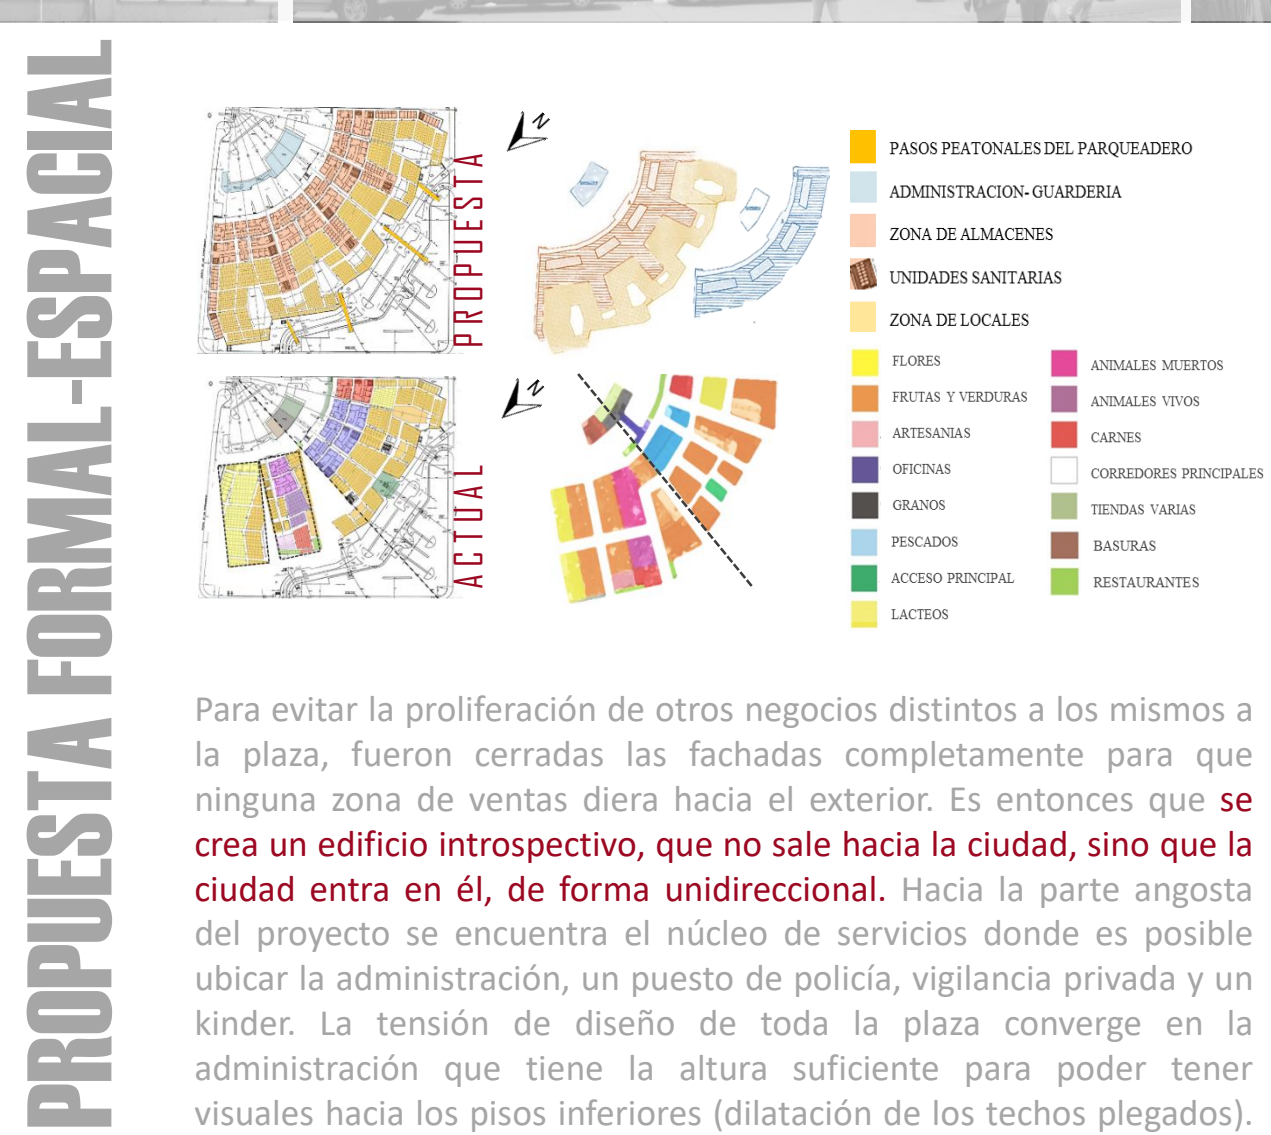 PROPUESTA FORMAL-ESPACIAL
PROPUESTA
N
PASOS PEATONALES DEL PARQUEADERO
ADMINISTRACION- GUARDERIA
ZONA DE ALMACENES
UNIDADES SANITARIAS
ZONA DE LOCALES
ACTUAL
N
FLORES
FRUTAS Y VERDURAS
ARTESANIAS
OFICINAS
GRANOS
PESCADOS
ACCESO PRINCIPAL
LACTEOS
ANIMALES MUERTOS
ANIMALES VIVOS
CARNES
CORREDORES PRINCIPALES
TIENDAS VARIAS
BASURAS
RESTAURANTES
Para evitar la proliferación de otros negocios distintos a los mismos a
la plaza, fueron cerradas las fachadas completamente para que
ninguna zona de ventas diera hacia el exterior. Es entonces que se
crea un edificio introspectivo, que no sale hacia la ciudad, sino que la
ciudad entra en él, de forma unidireccional. Hacia la parte angosta
del proyecto se encuentra el núcleo de servicios donde es posible
ubicar la administración, un puesto de policía, vigilancia privada y un
kinder. La tensión de diseño de toda la plaza converge en la
administración que tiene la altura suficiente para poder tener
visuales hacia los pisos inferiores (dilatación de los techos plegados).